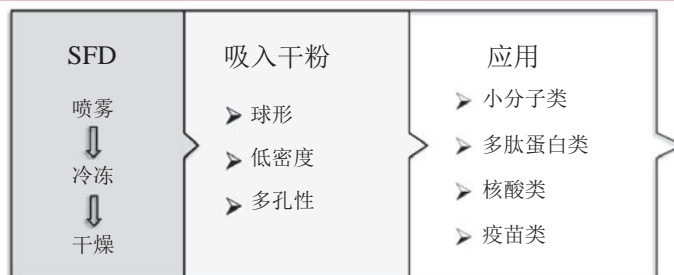 SFD
喷雾
冷冻
干燥
吸入干粉
球形
低密度
多孔性
应用
小分子类
多肽蛋白类
核酸类
疫苗类